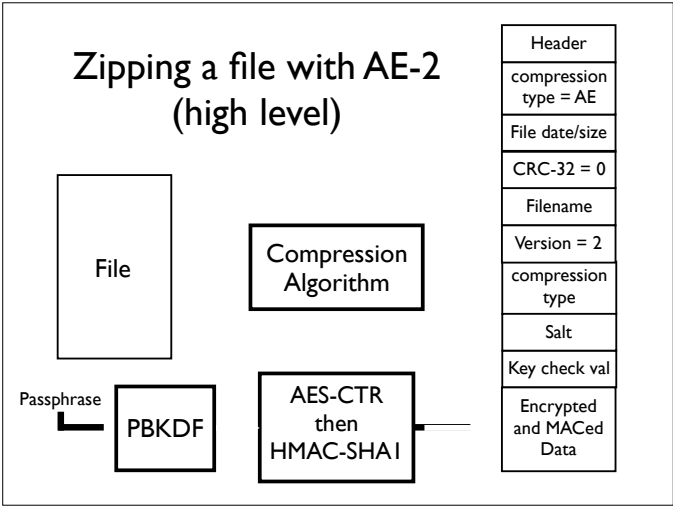 Zipping a file with AE-2
(high level)
File
Compression
Algorithm
Passphrase
PBKDF
AES-CTR
then
HMAC-SHA1
Header
compression
type = AE
File date/size
CRC-32 = 0
Filename
Version = 2
compression
type
Salt
Key check val
Encrypted
and MACed
Data